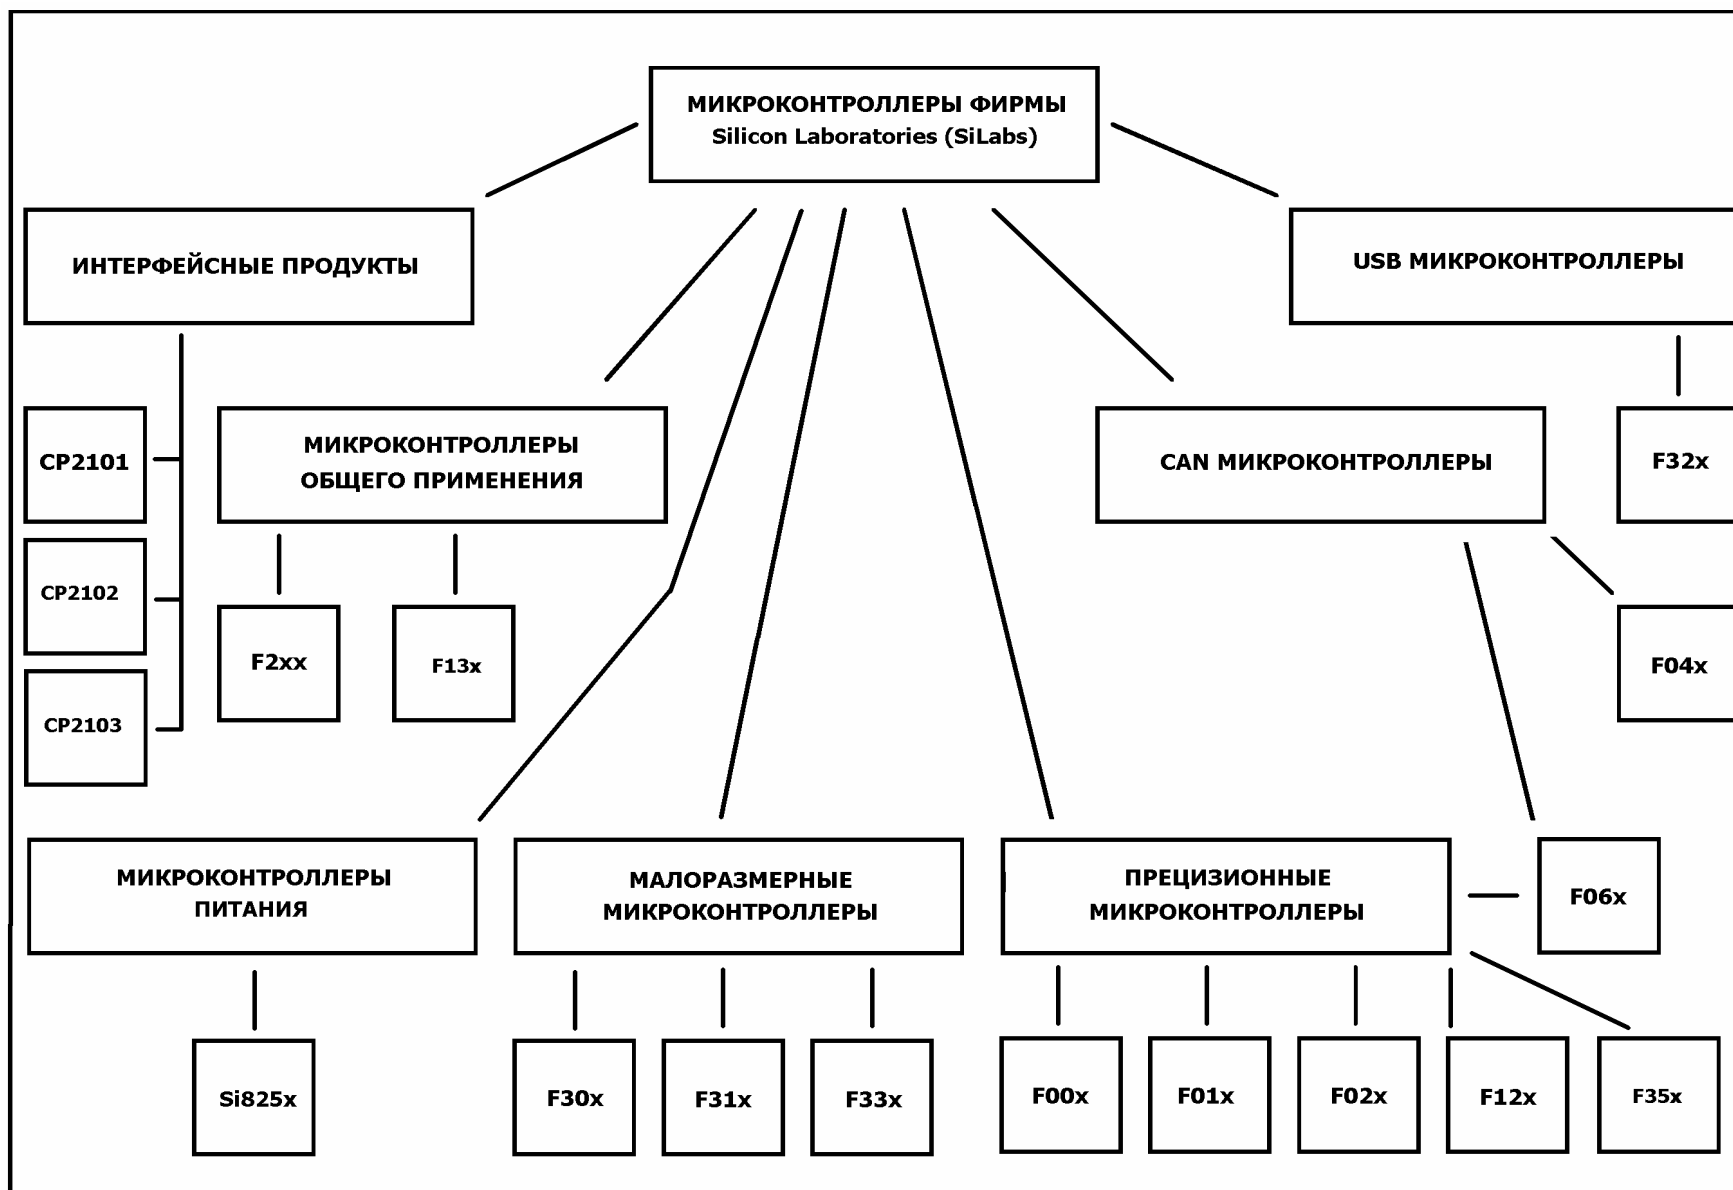 МИКРОКОНТРОЛЛЕРЫ ФИРМЫ
Silicon Laboratories (SiLabs)
ИНТЕРФЕЙСНЫЕ ПРОДУКТЫ
USB МИКРОКОНТРОЛЛЕРЫ
CP2101
CP2102
CP2103
МИКРОКОНТРОЛЛЕРЫ
ОБЩЕГО ПРИМЕНЕНИЯ
F2xx
F13x
CAN МИКРОКОНТРОЛЛЕРЫ
F32x
F04x
МИКРОКОНТРОЛЛЕРЫ
ПИТАНИЯ
Si825x
МАЛОРАЗМЕРНЫЕ
МИКРОКОНТРОЛЛЕРЫ
F30x
F31x
F33x
ПРЕЦИЗИОННЫЕ
МИКРОКОНТРОЛЛЕРЫ
F06x
F00x
F01x
F02x
F12x
F35x